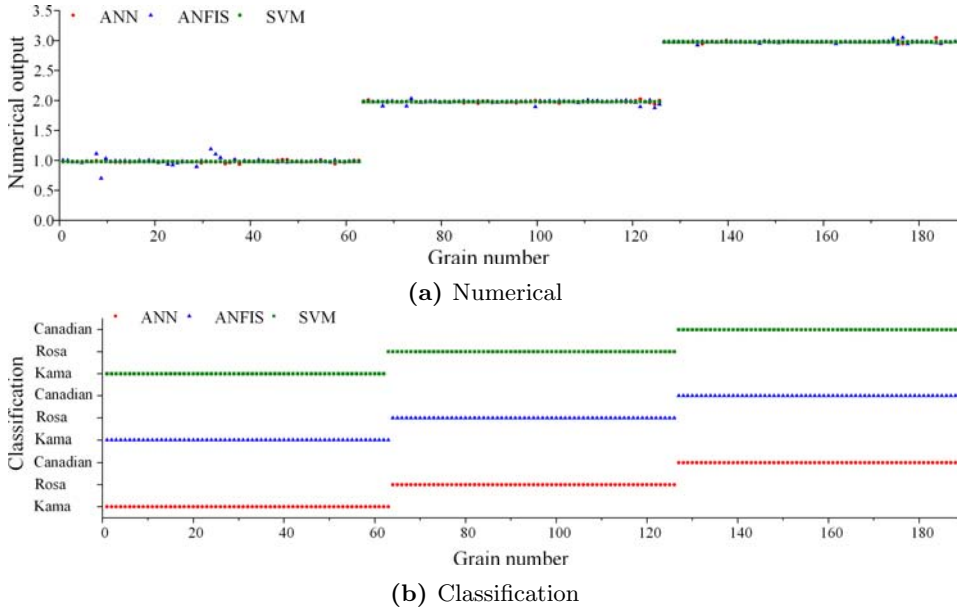 ANN ANFIS SVM
3.5
3.0
2.5
2.0
1.5
1.0
0.5
0.0
Numerical output
0 20 40 60 80 100 120 140 160 180
Grain number
(a) Numerical
ANN ANFIS SVM
Canadian
Rosa
Kama
Canadian
Rosa
Kama
Canadian
Rosa
Kama
Classification
0 20 40 60 80 100 120 140 160 180
Grain number
(b) Classification